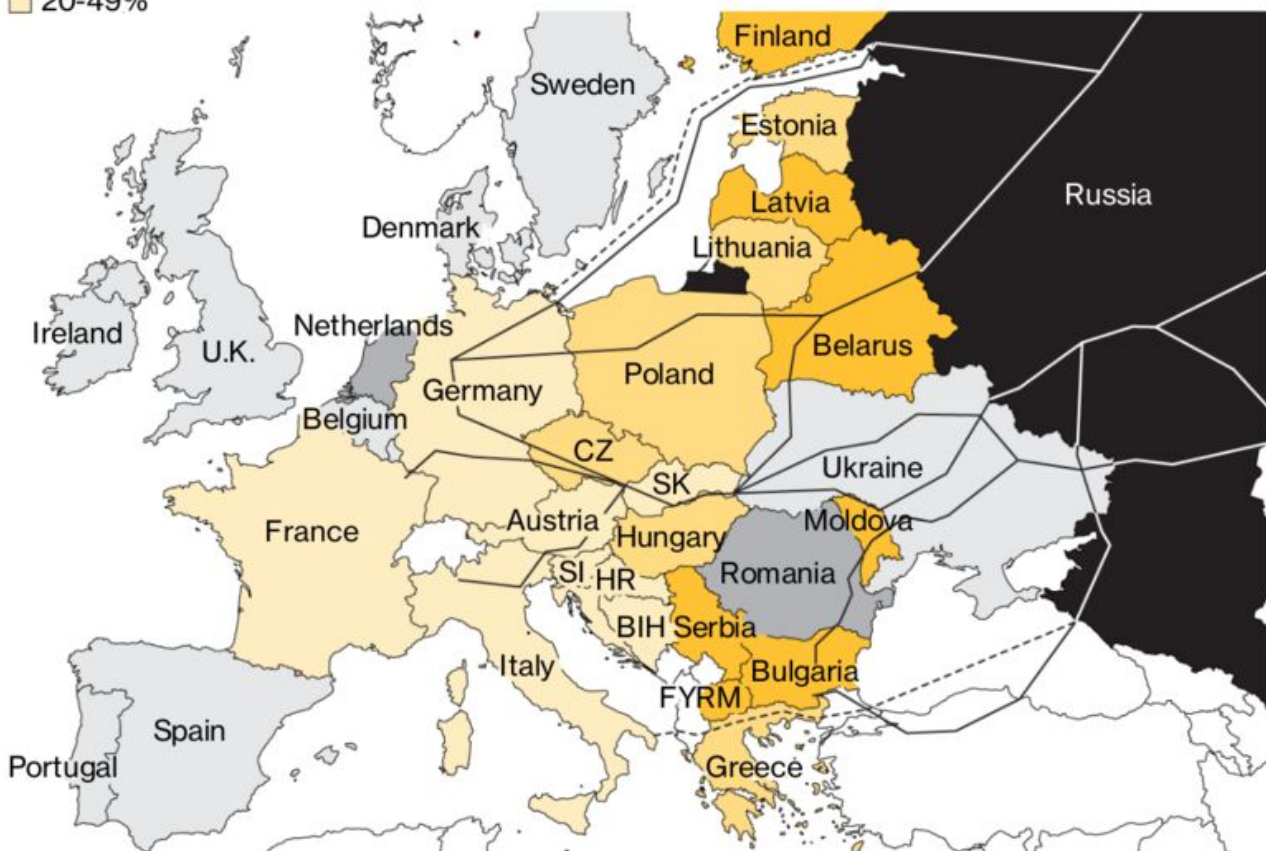 20-49%
Finland
Sweden
Estonia
Russia
Latvia
Denmark
Lithuania
Ireland
Netherlands
U.K.
Belarus
Poland
Germany
Belgium
CZ
Ukraine
SK
France
Austria
Moldova
Hungary
Romania
SI
HR
BIH
Serbia
Italy
Bulgaria
FYRM
Spain
Portugal
Greece